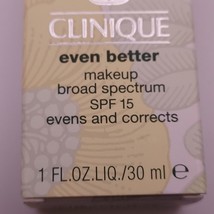 CLINIQUE
even better
makeup
broad spectrum
SPF 15
evens and corrects
1 FL.OZ.LIQ./30 ml ℮